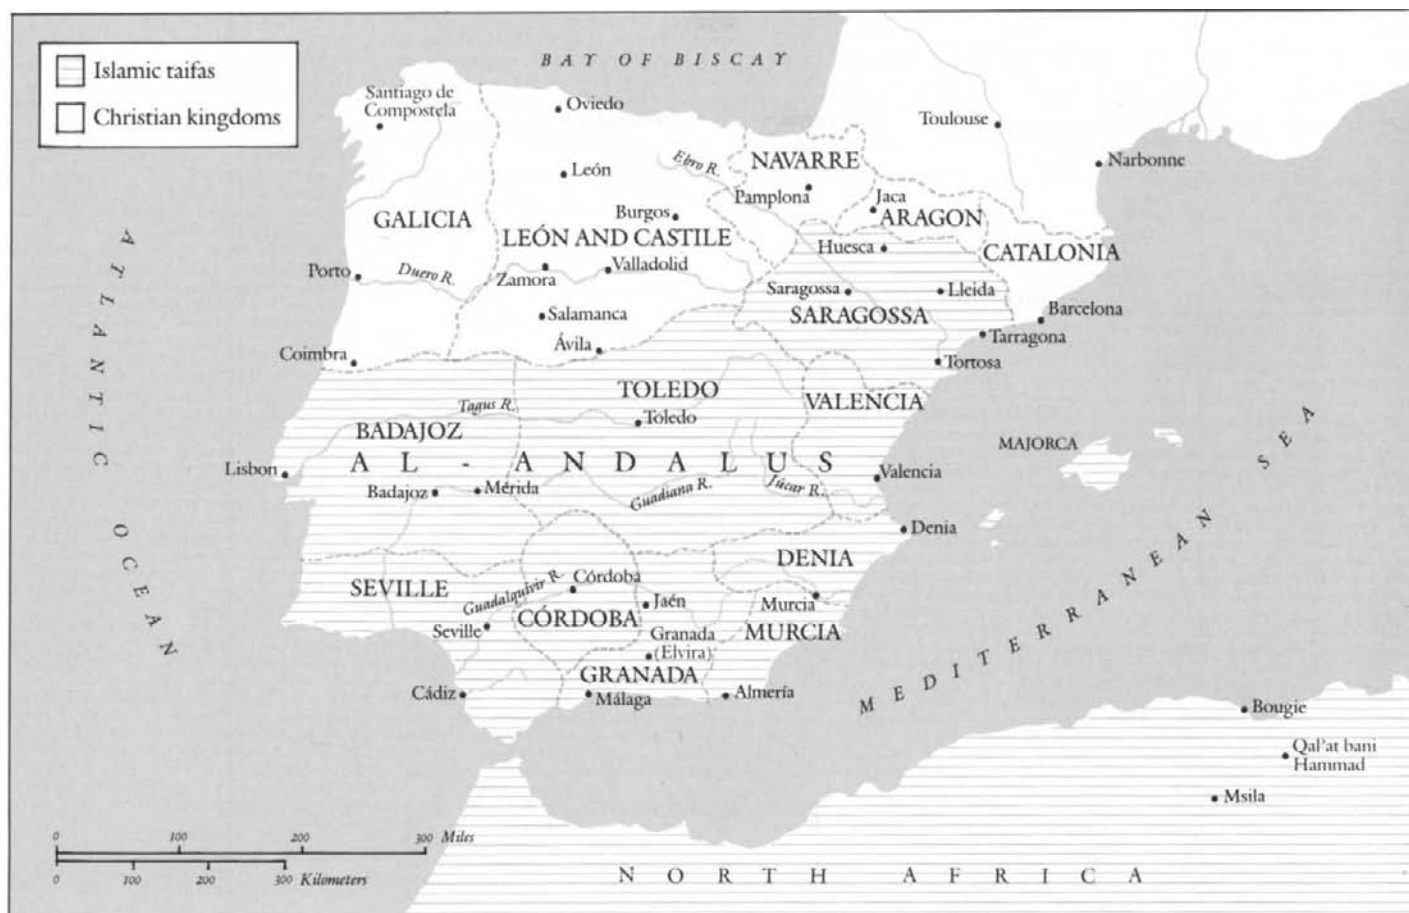 Islamic taifas
Christian kingdoms
BAY OF BISCAY
Santiago de
Compostela
Oviedo
Toulouse
Narbonne
León
Ebro R.
NAVARRE
Pamplona
Jaca
ARAGON
Burgos
GALICIA
LEÓN AND CASTILE
Huesca
CATALONIA
Porto
Duero R.
Zamora
Valladolid
Saragossa
Lleida
SARAGOSSA
Barcelona
Salamanca
Tarragona
Ávila
Coimbra
Tortosa
TOLEDO
VALENCIA
Tagus R.
Toledo
BADAJOZ
MAJORCA
AL-ANDALUS
Lisbon
Badajoz
Mérida
Guadiana R.
Júcar R.
Valencia
Denia
DENIA
SEVILLE
Guadalquivir R.
Córdoba
Jaén
Murcia
CÓRDOBA
Seville
Granada
(Elvira)
MURCIA
GRANADA
Cádiz
Málaga
Almería
ATLANTIC OCEAN
MEDITERRANEAN SEA
Bougie
Qal'at bani
Hammad
Msila
0 100 200 300 Miles
0 100 200 300 Kilometers
NORTH AFRICA